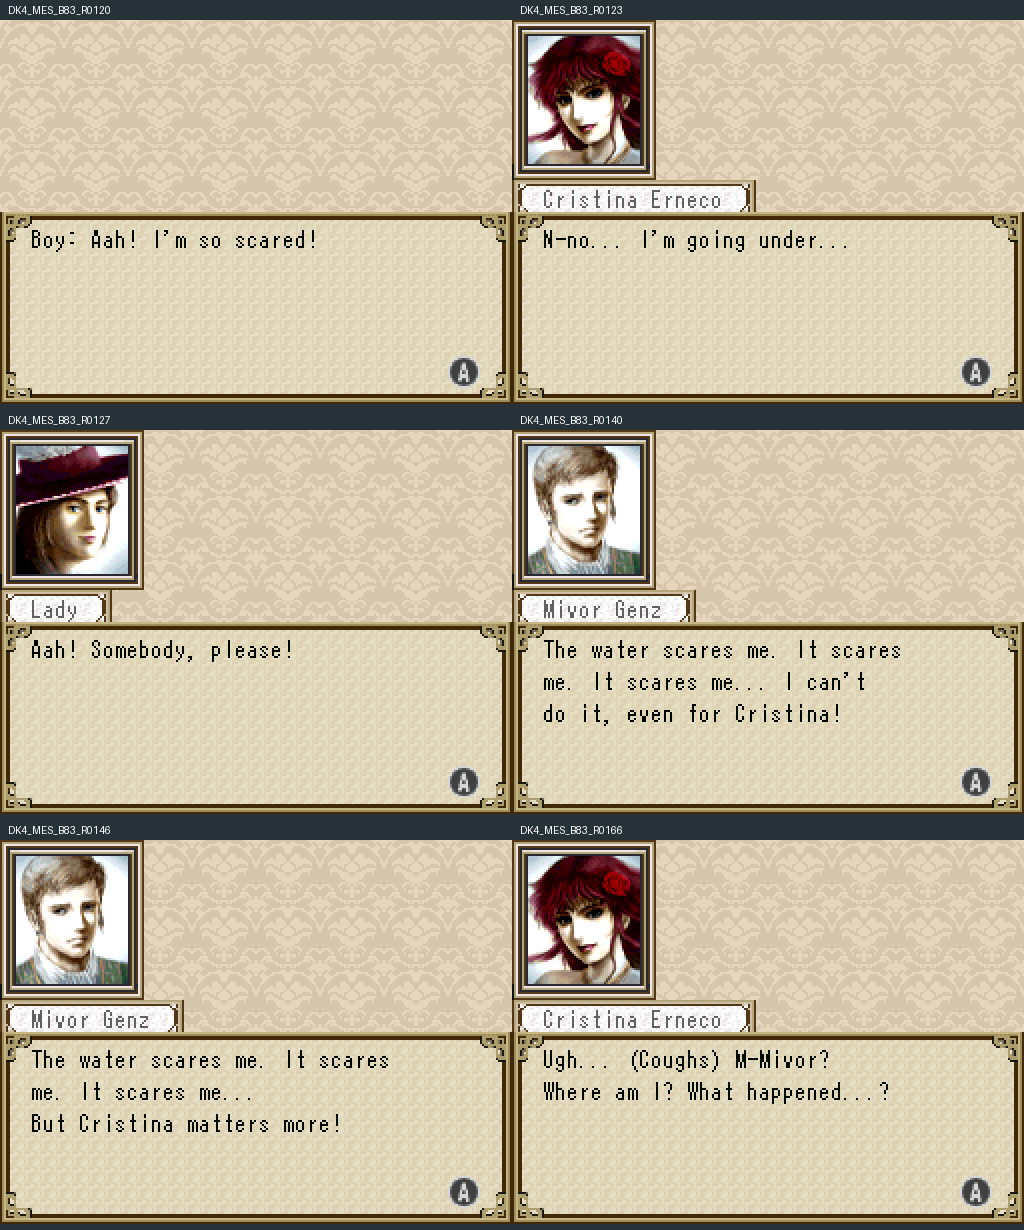 DK4_MES_B83_R0120
Boy: Aah! I'm so scared!
A
DK4_MES_B83_R0123
Cristina Erneco
N-no... I'm going under...
A
DK4_MES_B83_R0127
Lady
Aah! Somebody, please!
A
DK4_MES_B83_R0140
Mivor Genz
The water scares me. It scares
me. It scares me... I can't
do it, even for Cristina!
A
DK4_MES_B83_R0146
Mivor Genz
The water scares me. It scares
me. It scares me...
But Cristina matters more!
A
DK4_MES_B83_R0166
Cristina Erneco
Ugh... (Coughs) M-Mivor?
Where am I? What happened...?
A